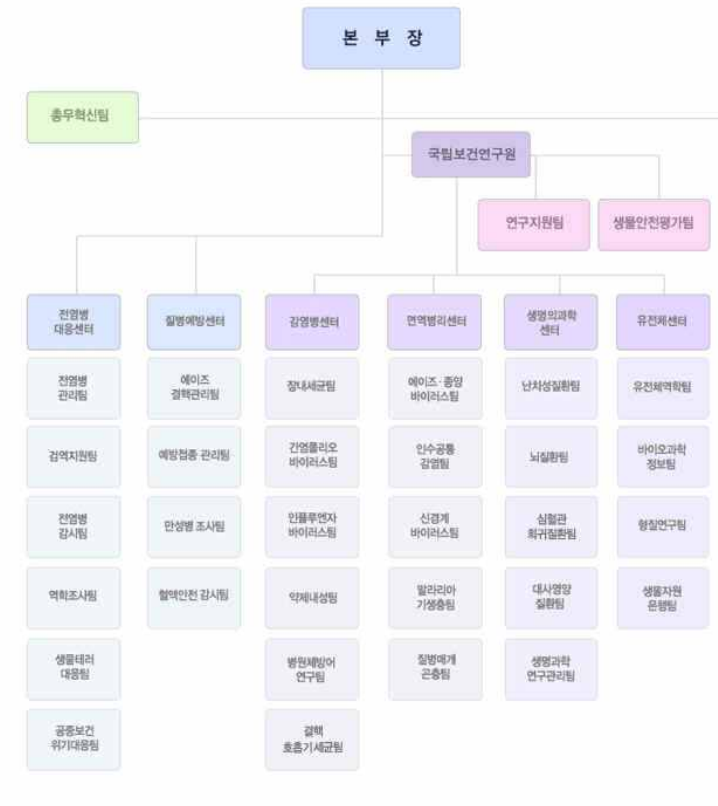 본 부 장
총무혁신팀
국립보건연구원
연구지원팀
생물안전평가팀
전염병
대응센터
질병예방센터
감염병센터
면역병리센터
생명의과학
센터
유전체센터
전염병
관리팀
에이즈
결핵관리팀
장내세균팀
에이즈·종양
바이러스팀
난치성질환팀
유전체역학팀
검역지원팀
예방접종 관리팀
간염폴리오
바이러스팀
인수공통
감염팀
뇌질환팀
바이오과학
정보팀
전염병
감시팀
만성병 조사팀
인플루엔자
바이러스팀
신경계
바이러스팀
심혈관
희귀질환팀
형질연구팀
역학조사팀
혈액안전 감시팀
약제내성팀
말라리아
기생충팀
대사영양
질환팀
생물자원
은행팀
생물테러
대응팀
병원체방어
연구팀
질병매개
곤충팀
생명과학
연구관리팀
공중보건
위기대응팀
결핵
호흡기세균팀